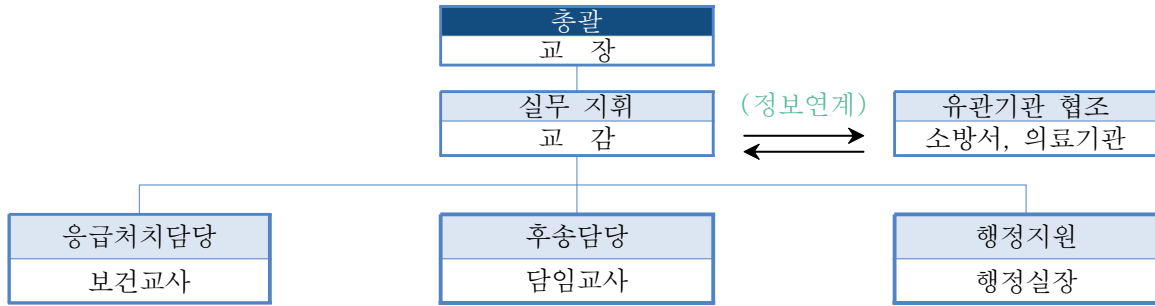 총괄
교 장
실무 지휘
교 감
(정보연계)
유관기관 협조
소방서, 의료기관
응급처치담당
보건교사
후송담당
담임교사
행정지원
행정실장